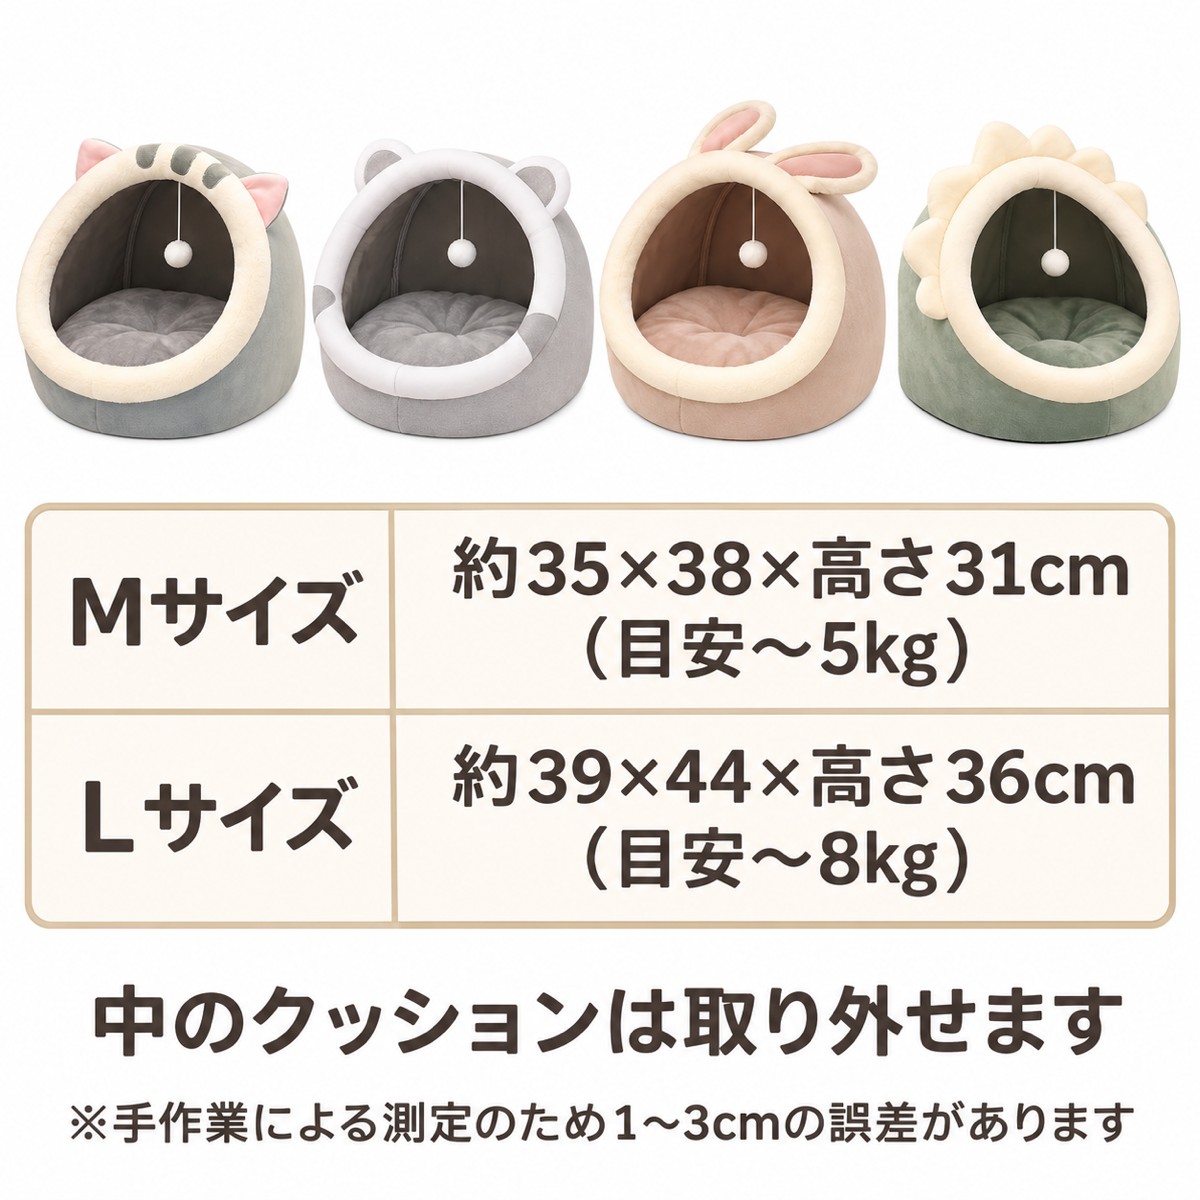 Mサイズ
約35×38×高さ31cm
（目安～5kg）
Lサイズ
約39×44×高さ36cm
（目安～8kg）
中のクッションは取り外せます
※手作業による測定のため1～3cmの誤差があります